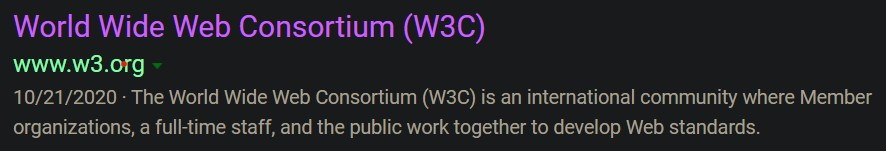 World Wide Web Consortium (W3C)
www.w3.org
10/21/2020 · The World Wide Web Consortium (W3C) is an international community where Member
organizations, a full-time staff, and the public work together to develop Web standards.